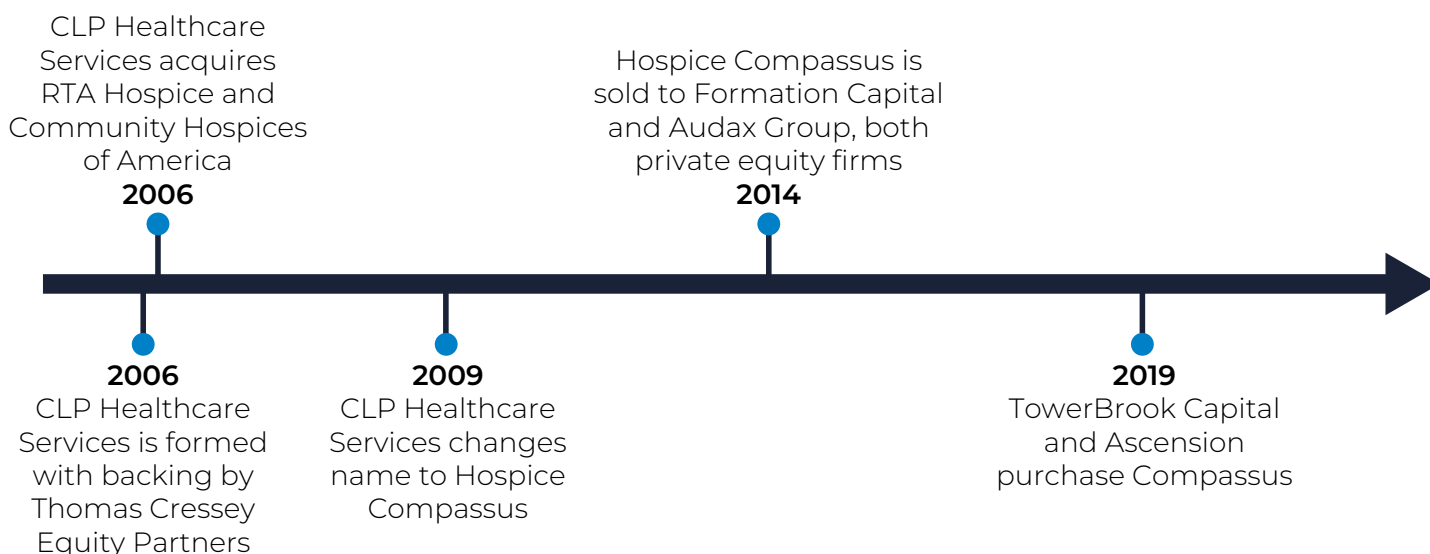 CLP Healthcare
Services acquires
RTA Hospice and
Community Hospices
of America
2006
Hospice Compassus is
sold to Formation Capital
and Audax Group, both
private equity firms
2014
2006
CLP Healthcare
Services is formed
with backing by
Thomas Cressey
Equity Partners
2009
CLP Healthcare
Services changes
name to Hospice
Compassus
2019
TowerBrook Capital
and Ascension
purchase Compassus